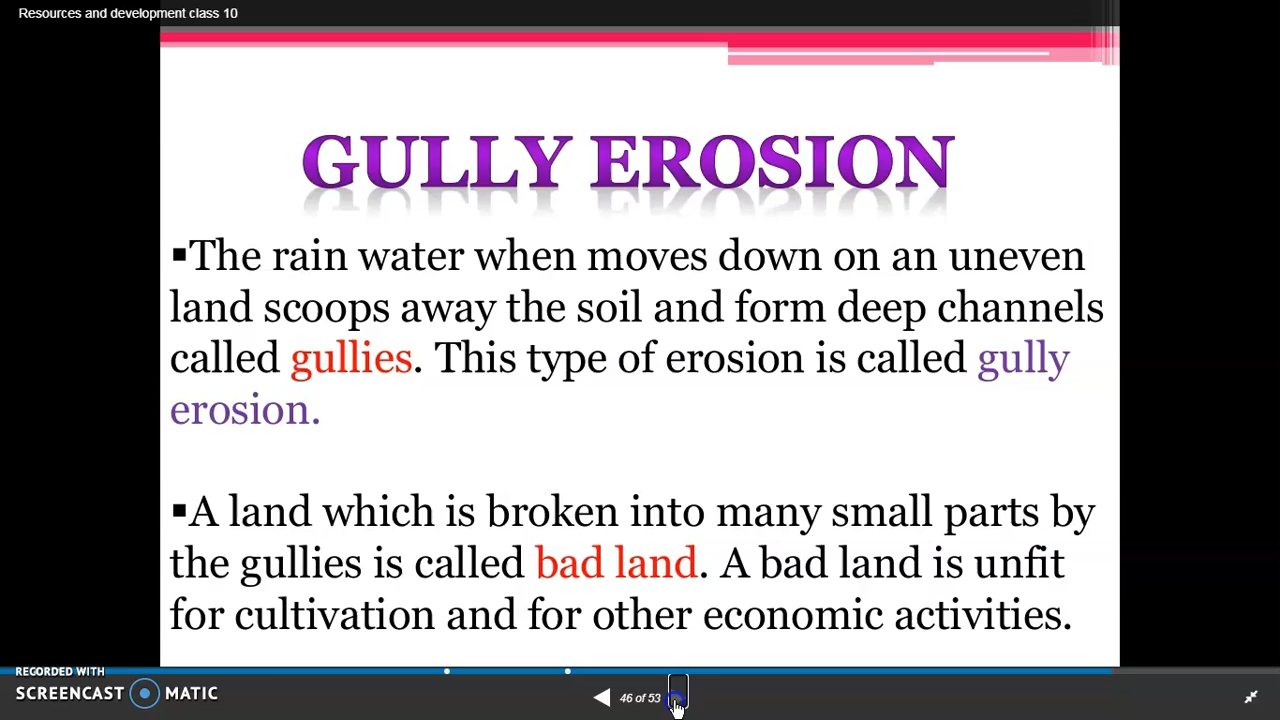 Resources and development class 10
GULLY EROSION
▪The rain water when moves down on an uneven
land scoops away the soil and form deep channels
called gullies. This type of erosion is called gully
erosion.
▪A land which is broken into many small parts by
the gullies is called bad land. A bad land is unfit
for cultivation and for other economic activities.
RECORDED WITH
SCREENCAST MATIC
46 of 53